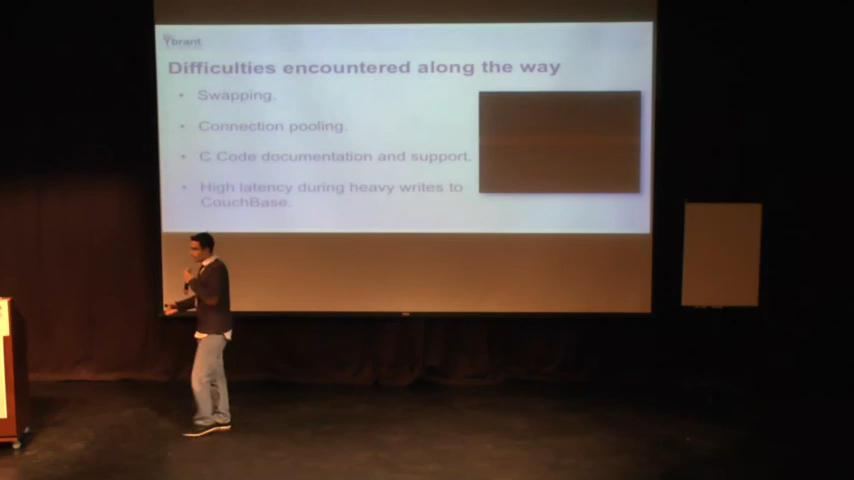 Ybrant
Difficulties encountered along the way
• Swapping.
• Connection pooling.
• C Code documentation and support.
• High latency during heavy writes to
CouchBase.